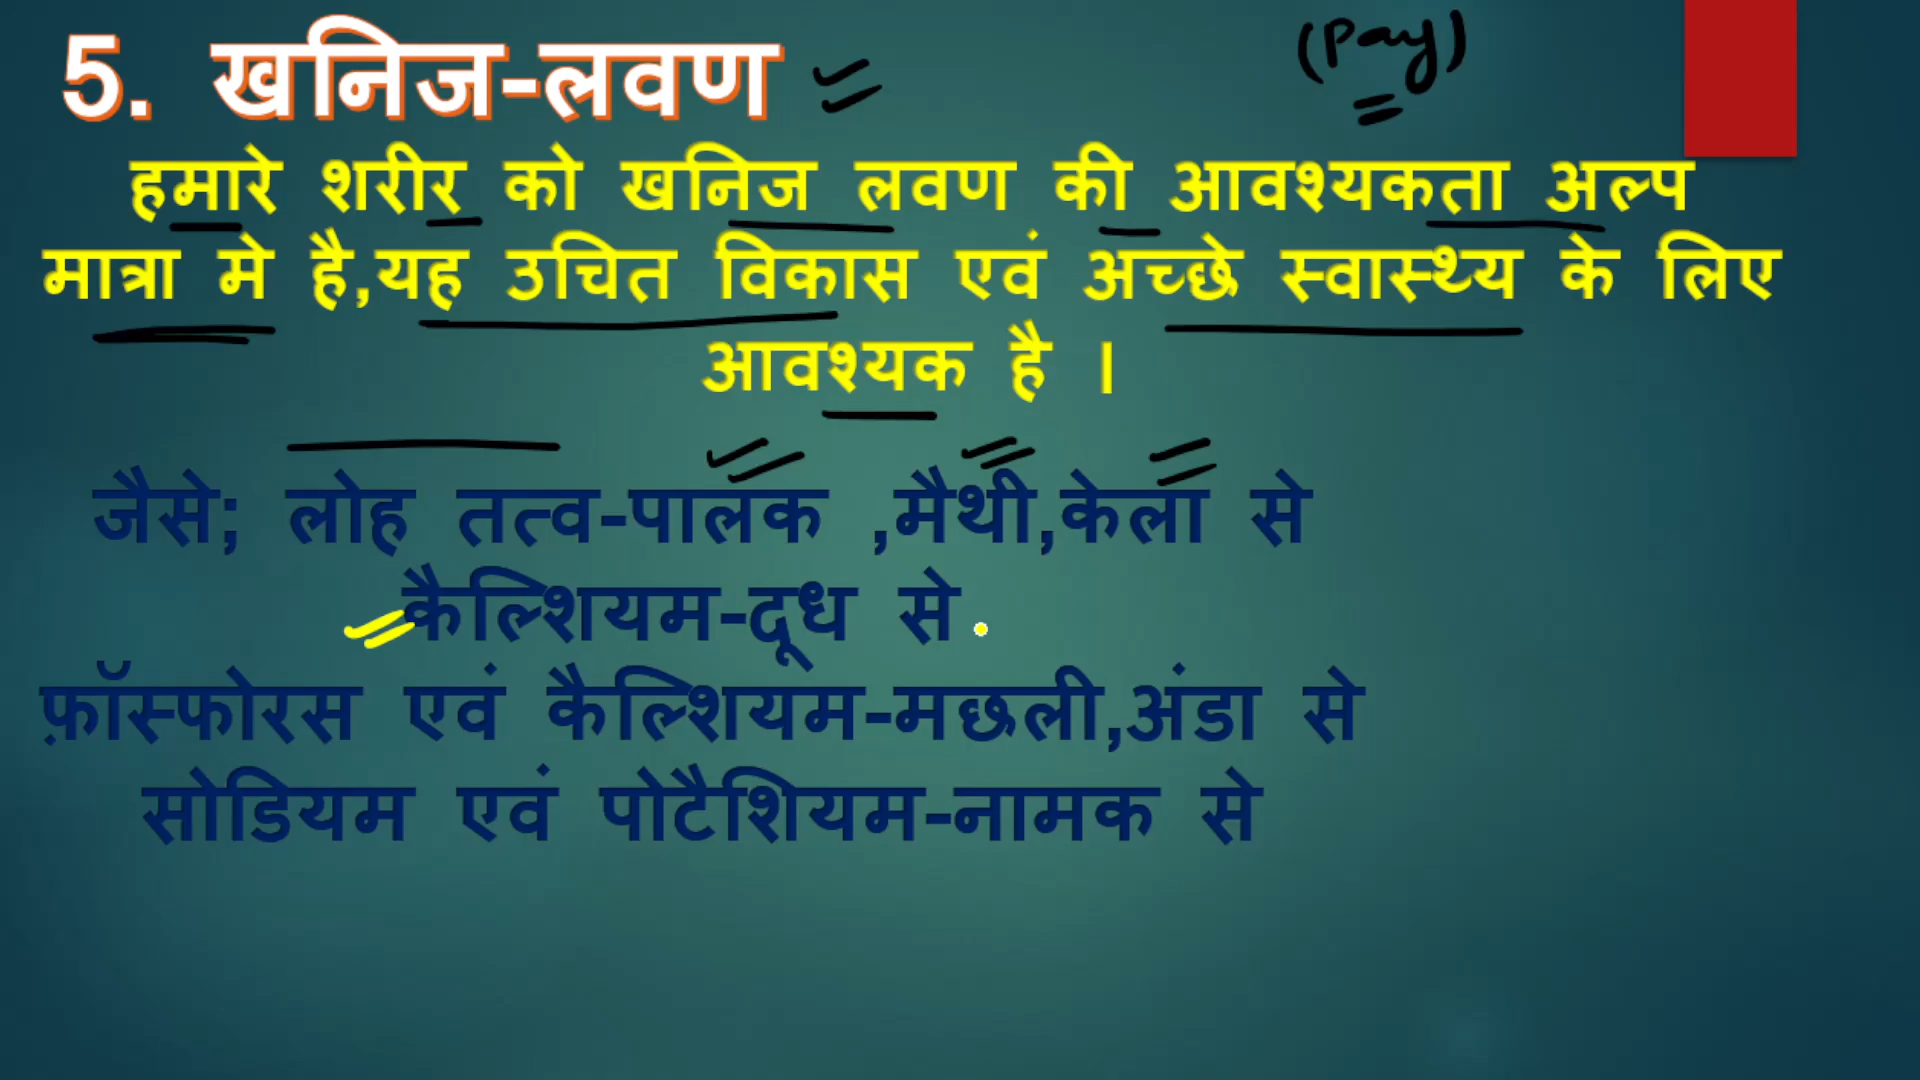 5. खनिज-लवण
(Pay)
हमारे शरीर को खनिज लवण की आवश्यकता अल्प
मात्रा मे है,यह उचित विकास एवं अच्छे स्वास्थ्य के लिए
आवश्यक है ।
जैसे; लोह तत्व-पालक ,मैथी,केला से
कैल्शियम-दूध से
फ़ॉस्फोरस एवं कैल्शियम-मछली,अंडा से
सोडियम एवं पोटैशियम-नामक से